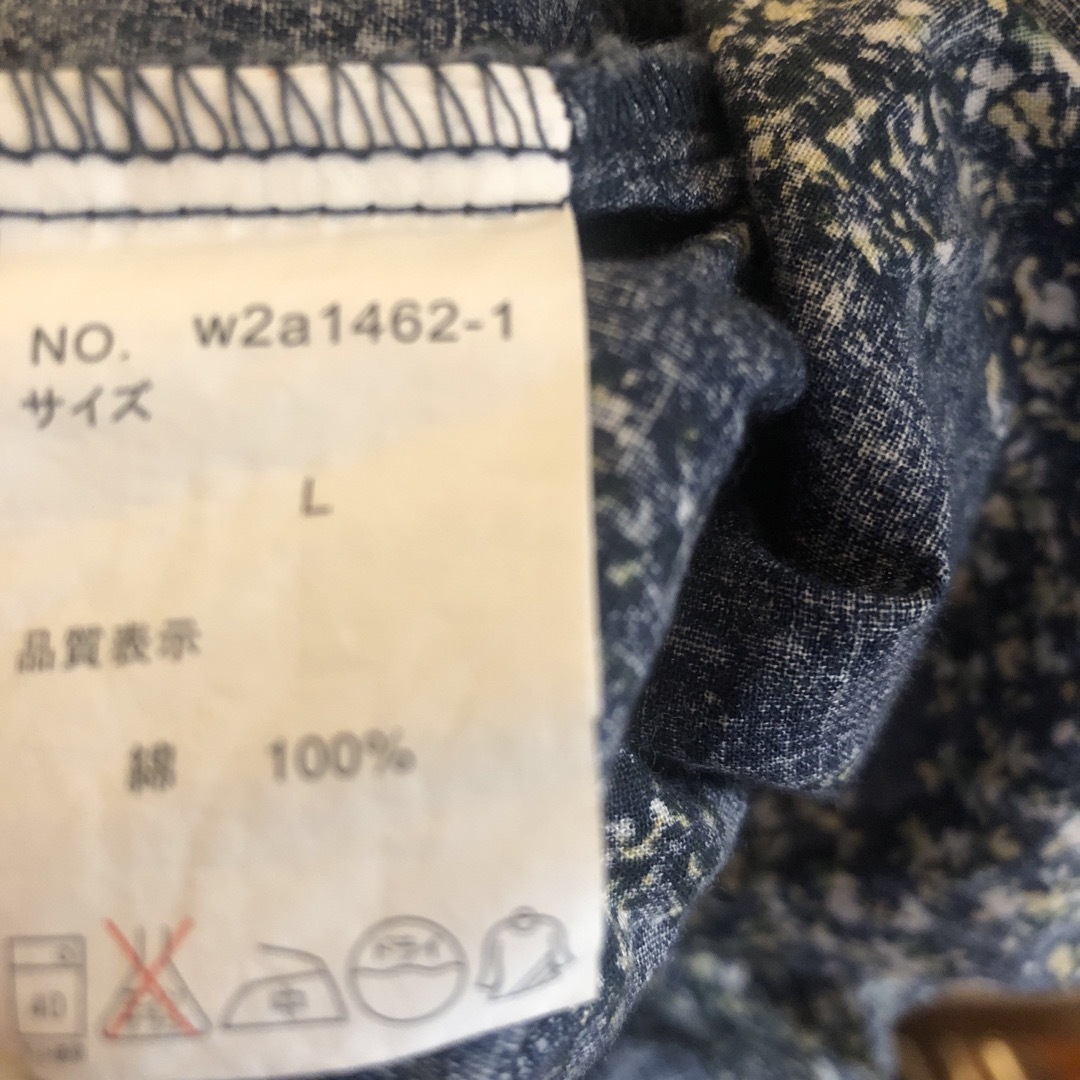 NO. w2a1462-1
サイズ
L
品質表示
綿 100%
40 中 ドライ